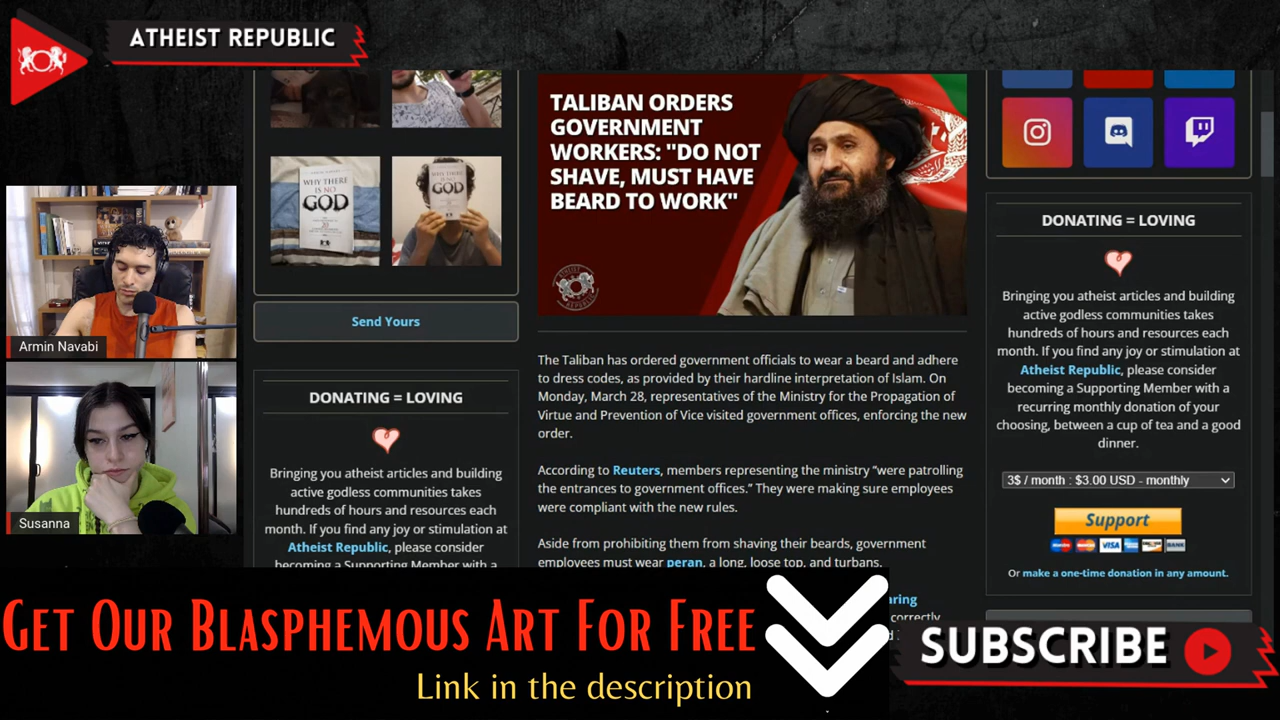 ATHEIST REPUBLIC
Armin Navabi
Susanna
WHY THERE
IS NO
GOD
WHY THERE
IS NO
GOD
Send Yours
DONATING = LOVING
Bringing you atheist articles and building
active godless communities takes
hundreds of hours and resources each
month. If you find any joy or stimulation at
Atheist Republic, please consider
becoming a Supporting Member with a
TALIBAN ORDERS
GOVERNMENT
WORKERS: "DO NOT
SHAVE, MUST HAVE
BEARD TO WORK"
ATHEIST
REPUBLIC
The Taliban has ordered government officials to wear a beard and adhere
to dress codes, as provided by their hardline interpretation of Islam. On
Monday, March 28, representatives of the Ministry for the Propagation of
Virtue and Prevention of Vice visited government offices, enforcing the new
order.
According to Reuters, members representing the ministry “were patrolling
the entrances to government offices.” They were making sure employees
were compliant with the new rules.
Aside from prohibiting them from shaving their beards, government
employees must wear peran, a long, loose top, and turbans.
aring
correctly
DONATING = LOVING
Bringing you atheist articles and building
active godless communities takes
hundreds of hours and resources each
month. If you find any joy or stimulation at
Atheist Republic, please consider
becoming a Supporting Member with a
recurring monthly donation of your
choosing, between a cup of tea and a good
dinner.
3$ / month : $3.00 USD - monthly
Support
VISA
BANK
Or make a one-time donation in any amount.
GET OUR BLASPHEMOUS ART FOR FREE
Link in the description
SUBSCRIBE